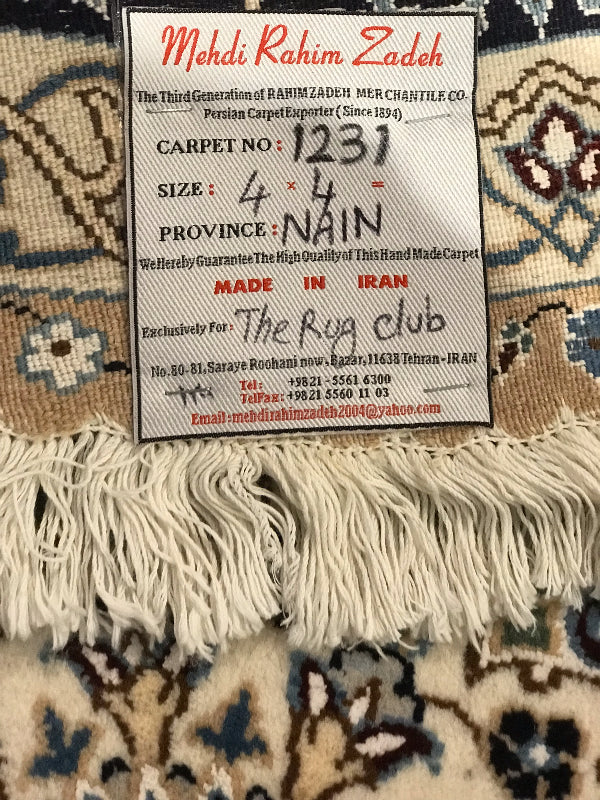 Mehdi Rahim Zadeh
The Third Generation of RAHIMZADEH MERCHANTILE CO.
Persian Carpet Exporter ( Since 1894)
CARPET NO : 1231
SIZE : 4 × 4 =
PROVINCE : NAIN
We Hereby Guarantee The High Quality of This Hand Made Carpet
MADE IN IRAN
Exclusively For : The Rug club
No.80-81,Saraye Roohani now,Bazar,11638 Tehran-IRAN
Tel : +9821-5561 6300
TelFax: +9821 5560 11 03
Email:mehdirahimzadeh2004@yahoo.com